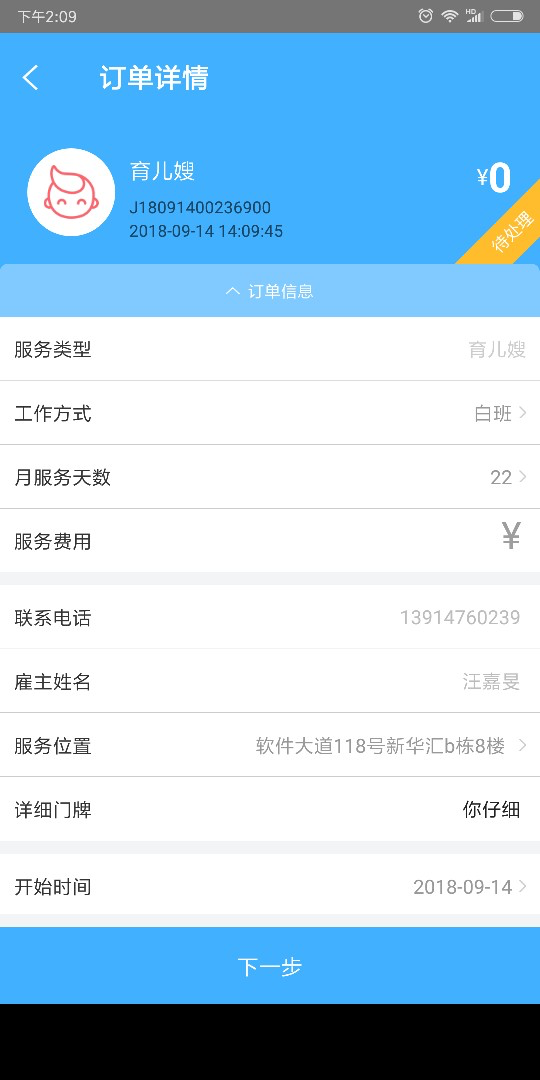 下午2:09
HD
订单详情
育儿嫂
¥0
J18091400236900
2018-09-14 14:09:45
待处理
订单信息
服务类型 育儿嫂
工作方式 白班
月服务天数 22
服务费用 ¥
联系电话 13914760239
雇主姓名 汪嘉旻
服务位置 软件大道118号新华汇b栋8楼
详细门牌 你仔细
开始时间 2018-09-14
下一步